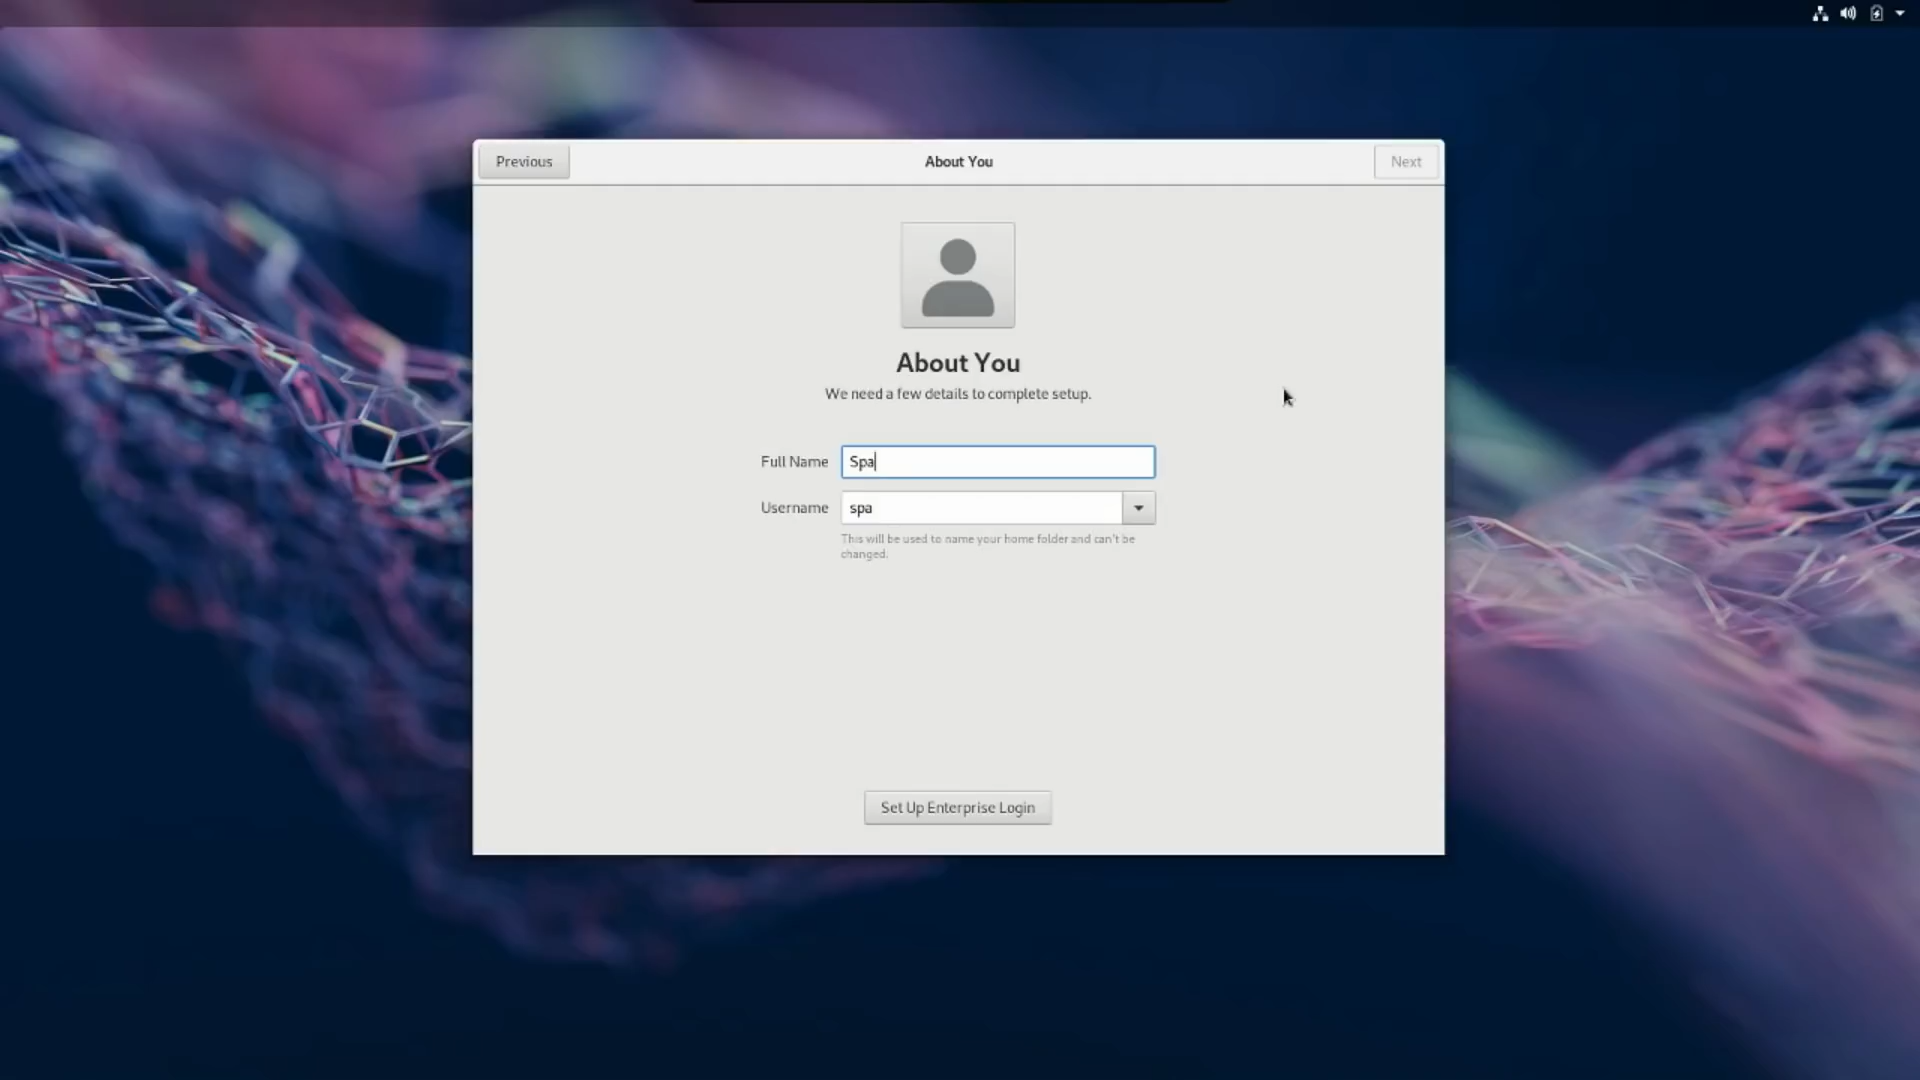 Previous
About You
Next
About You
We need a few details to complete setup.
Full Name
Spa
Username
spa
This will be used to name your home folder and can't be
changed.
Set Up Enterprise Login